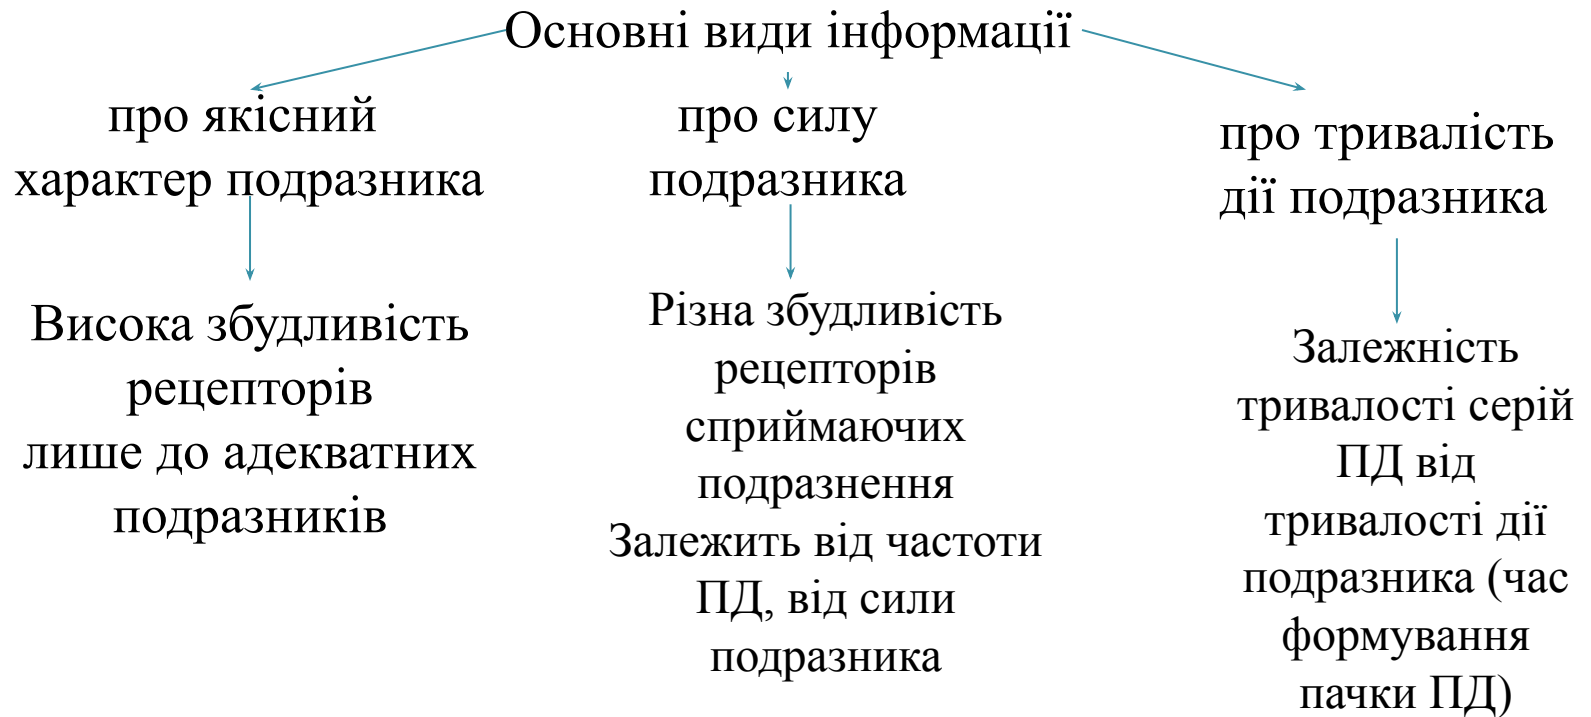 Основні види інформації
про якісний
характер подразника
Висока збудливість
рецепторів
лише до адекватних
подразників
про силу
подразника
Різна збудливість
рецепторів
сприймаючих
подразнення
Залежить від частоти
ПД, від сили
подразника
про тривалість
дії подразника
Залежність
тривалості серій
ПД від
тривалості дії
подразника (час
формування
пачки ПД)